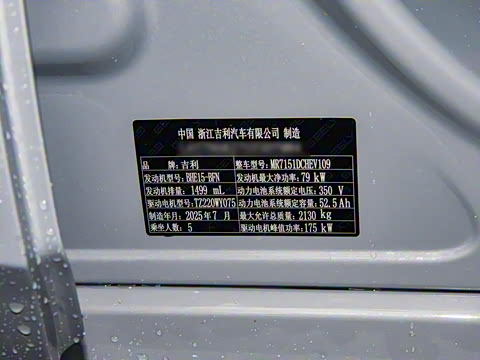 中国 浙江吉利汽车有限公司 制造
品 牌:吉利 整车型号:MR7151DCHEV109
发动机型号:BHE15-BFN 发动机最大净功率:79 kW
发动机排量:1499 mL 动力电池系统额定电压:350 V
驱动电机型号:TZ220WY075 动力电池系统额定容量:52.5Ah
制造年月:2025年7月 最大允许总质量:2130 kg
乘坐人数:5 驱动电机峰值功率:175 kW